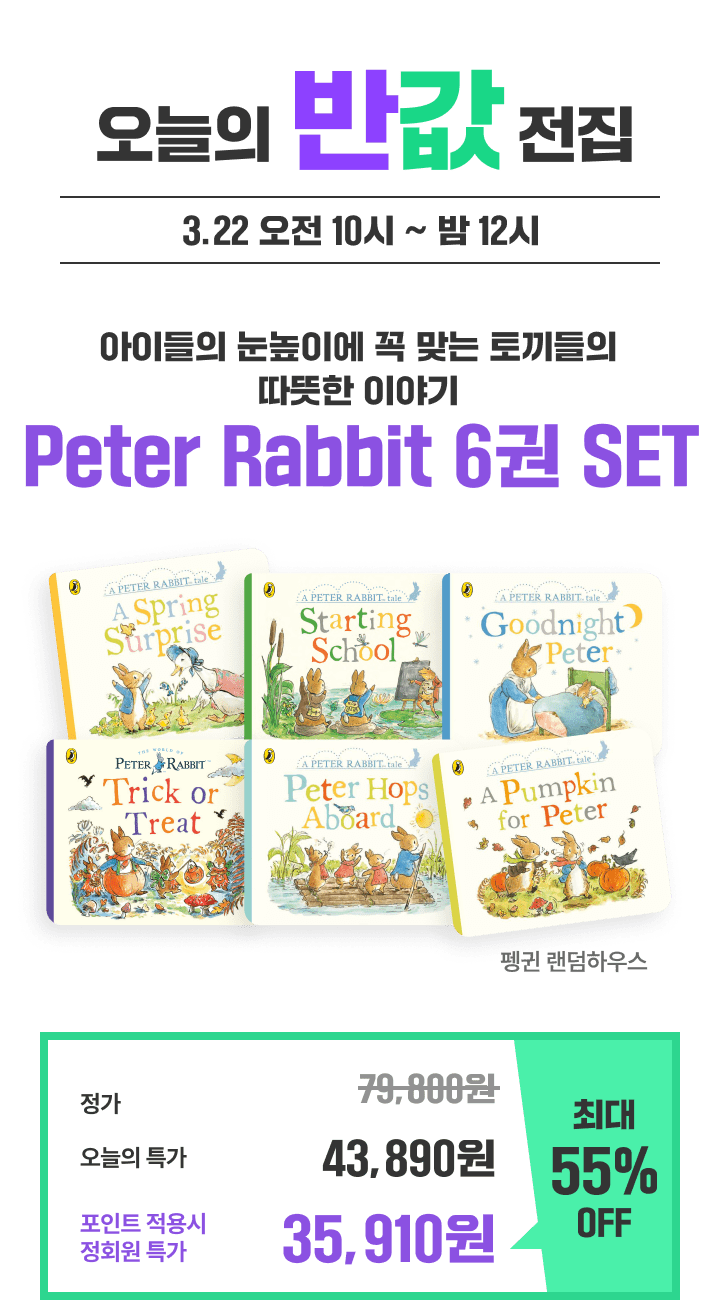 오늘의 반값 전집
3.22 오전 10시 ~ 밤 12시
아이들의 눈높이에 꼭 맞는 토끼들의
따뜻한 이야기
Peter Rabbit 6권 SET
A PETER RABBIT tale
A Spring
Surprise
A PETER RABBIT tale
Starting
School
A PETER RABBIT tale
Goodnight
Peter
THE WORLD OF
PETER RABBIT
Trick or
Treat
A PETER RABBIT tale
Peter Hops
Aboard
A PETER RABBIT tale
A Pumpkin
for Peter
펭귄 랜덤하우스
정가
79,800원
오늘의 특가
43,890원
포인트 적용시
정회원 특가
35,910원
최대
55%
OFF